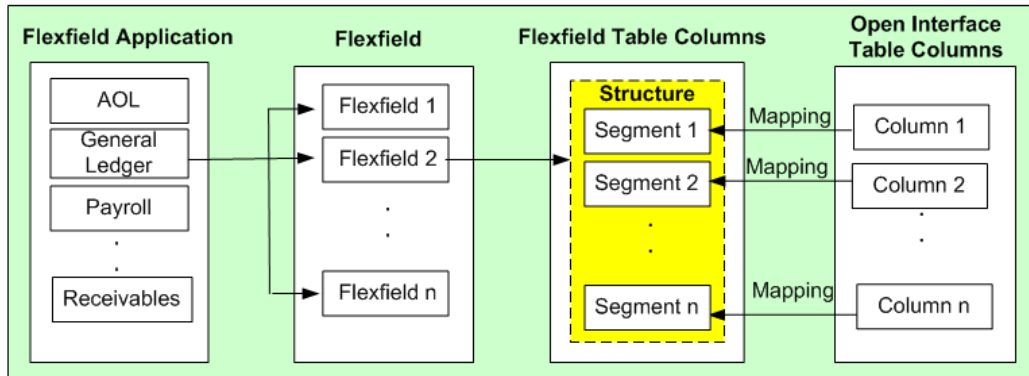 Flexfield Application
Flexfield
Flexfield Table Columns
Open Interface
Table Columns
AOL
General
Ledger
Payroll
.
.
Receivables
Flexfield 1
Flexfield 2
.
.
Flexfield n
Structure
Segment 1
Segment 2
.
.
Segment n
Mapping
Mapping
Mapping
Column 1
Column 2
.
.
Column n